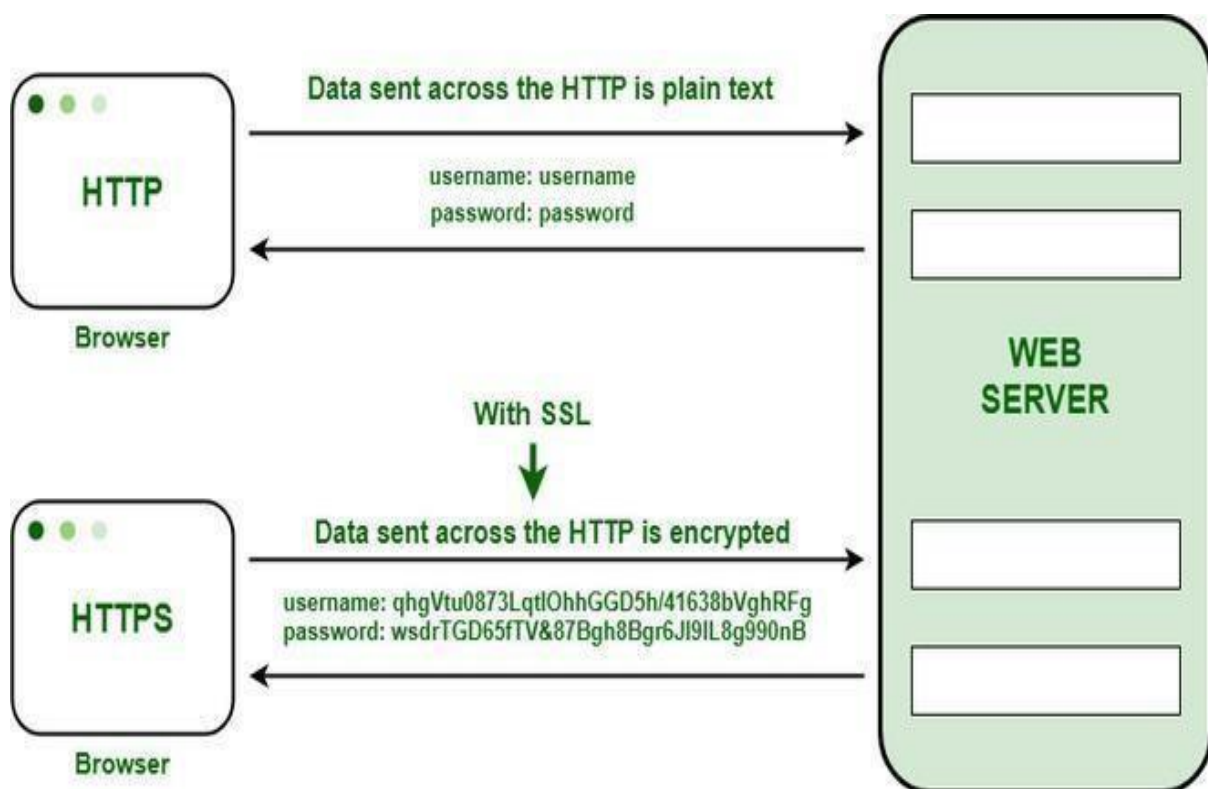 Data sent across the HTTP is plain text
HTTP
username: username
password: password
Browser
WEB
SERVER
With SSL
Data sent across the HTTP is encrypted
HTTPS
username: qhgVtu0873LqtlOhhGGD5h/41638bVghRFg
password: wsdrTGD65fTV&87Bgh8Bgr6Jl9lL8g990nB
Browser